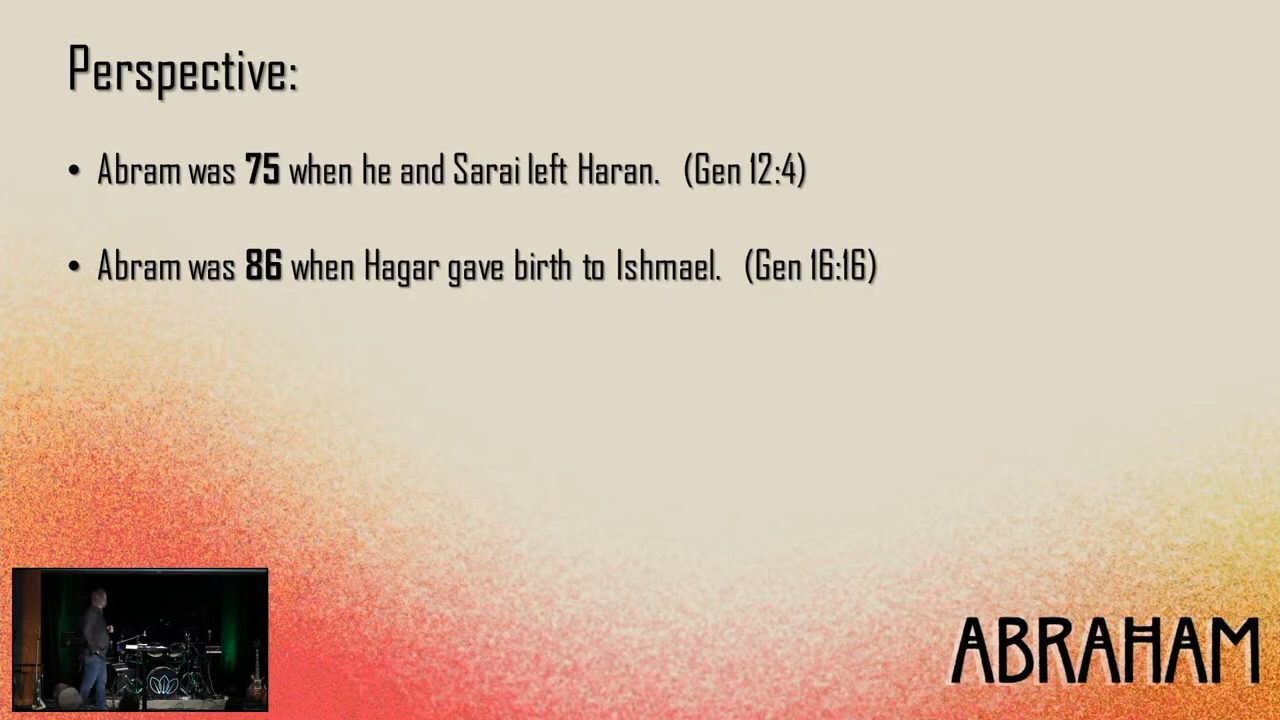 Perspective:
• Abram was 75 when he and Sarai left Haran. (Gen 12:4)
• Abram was 86 when Hagar gave birth to Ishmael. (Gen 16:16)
ABRAHAM